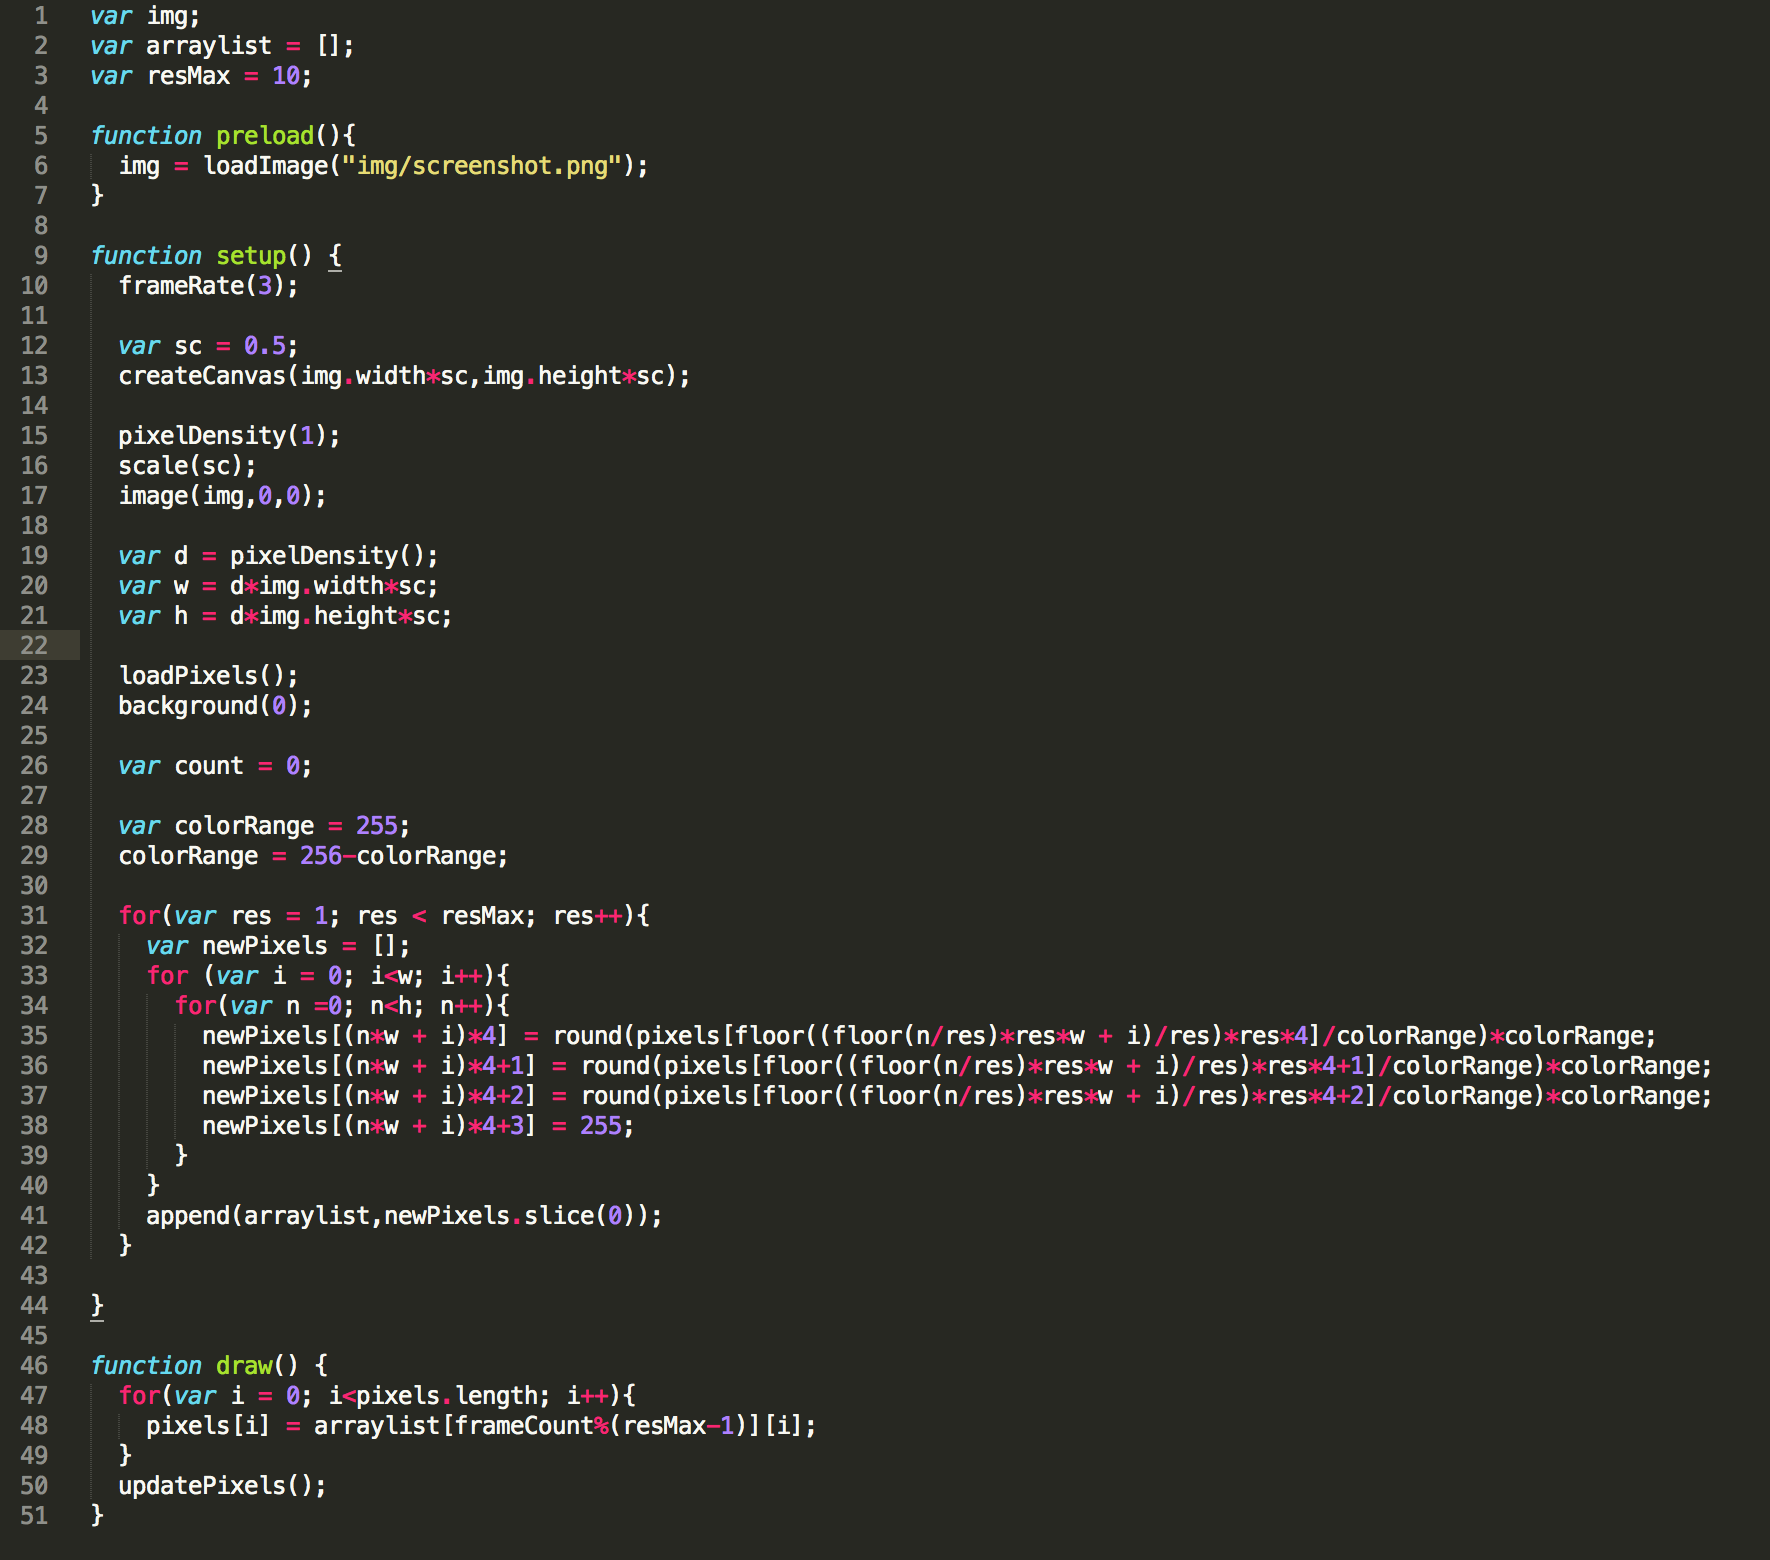 1 var img;
2 var arraylist = [];
3 var resMax = 10;
4
5 function preload(){
6 img = loadImage("img/screenshot.png");
7 }
8
9 function setup() {
10 frameRate(3);
11
12 var sc = 0.5;
13 createCanvas(img.width*sc,img.height*sc);
14
15 pixelDensity(1);
16 scale(sc);
17 image(img,0,0);
18
19 var d = pixelDensity();
20 var w = d*img.width*sc;
21 var h = d*img.height*sc;
22
23 loadPixels();
24 background(0);
25
26 var count = 0;
27
28 var colorRange = 255;
29 colorRange = 256-colorRange;
30
31 for(var res = 1; res < resMax; res++){
32 var newPixels = [];
33 for (var i = 0; i<w; i++){
34 for(var n =0; n<h; n++){
35 newPixels[(n*w + i)*4] = round(pixels[floor((floor(n/res)*res*w + i)/res)*res*4]/colorRange)*colorRange;
36 newPixels[(n*w + i)*4+1] = round(pixels[floor((floor(n/res)*res*w + i)/res)*res*4+1]/colorRange)*colorRange;
37 newPixels[(n*w + i)*4+2] = round(pixels[floor((floor(n/res)*res*w + i)/res)*res*4+2]/colorRange)*colorRange;
38 newPixels[(n*w + i)*4+3] = 255;
39 }
40 }
41 append(arraylist,newPixels.slice(0));
42 }
43
44 }
45
46 function draw() {
47 for(var i = 0; i<pixels.length; i++){
48 pixels[i] = arraylist[frameCount%(resMax-1)][i];
49 }
50 updatePixels();
51 }